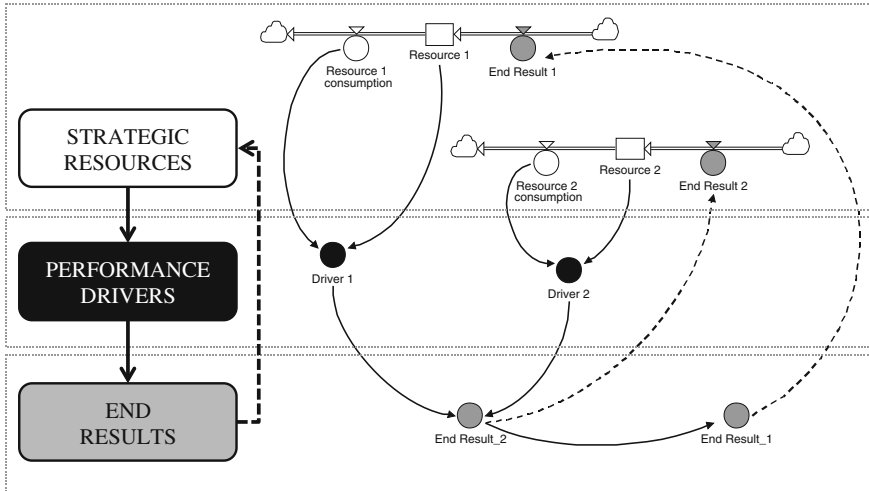 Resource 1
consumption
Resource 1
End Result 1
STRATEGIC
RESOURCES
Resource 2
consumption
Resource 2
End Result 2
PERFORMANCE
DRIVERS
Driver 1
Driver 2
END
RESULTS
End Result_2
End Result_1